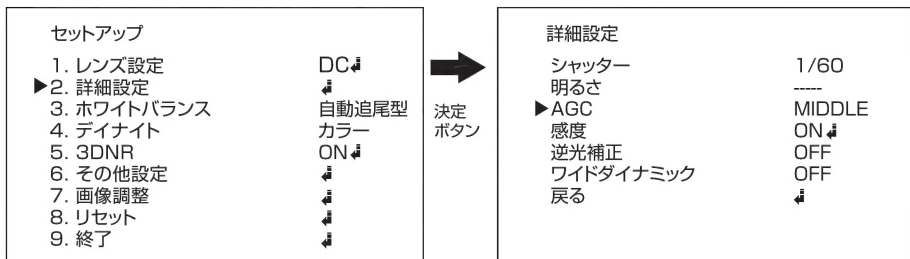 セットアップ
1. レンズ設定 DC↲
▶2. 詳細設定 ↲
3. ホワイトバランス 自動追尾型
4. デイナイト カラー
5. 3DNR ON↲
6. その他設定 ↲
7. 画像調整 ↲
8. リセット ↲
9. 終了 ↲
決定
ボタン
詳細設定
シャッター 1/60
明るさ -----
▶AGC MIDDLE
感度 ON↲
逆光補正 OFF
ワイドダイナミック OFF
戻る ↲